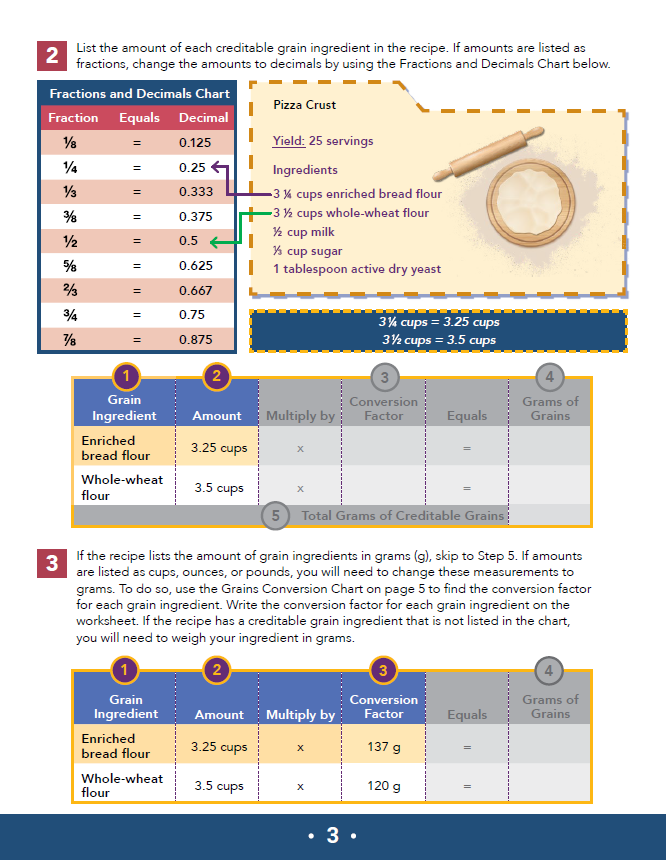 2
List the amount of each creditable grain ingredient in the recipe. If amounts are listed as
fractions, change the amounts to decimals by using the Fractions and Decimals Chart below.
Fractions and Decimals Chart
Fraction Equals Decimal
⅛ = 0.125
¼ = 0.25
⅓ = 0.333
⅜ = 0.375
½ = 0.5
⅝ = 0.625
⅔ = 0.667
¾ = 0.75
⅞ = 0.875
Pizza Crust
Yield: 25 servings
Ingredients
3 ¼ cups enriched bread flour
3 ½ cups whole-wheat flour
½ cup milk
⅓ cup sugar
1 tablespoon active dry yeast
3¼ cups = 3.25 cups
3½ cups = 3.5 cups
1 2 3 4
Grain
Ingredient Amount Multiply by Conversion
Factor Equals Grams of
Grains
Enriched
bread flour 3.25 cups x =
Whole-wheat
flour 3.5 cups x =
5 Total Grams of Creditable Grains
3
If the recipe lists the amount of grain ingredients in grams (g), skip to Step 5. If amounts
are listed as cups, ounces, or pounds, you will need to change these measurements to
grams. To do so, use the Grains Conversion Chart on page 5 to find the conversion factor
for each grain ingredient. Write the conversion factor for each grain ingredient on the
worksheet. If the recipe has a creditable grain ingredient that is not listed in the chart,
you will need to weigh your ingredient in grams.
1 2 3 4
Grain
Ingredient Amount Multiply by Conversion
Factor Equals Grams of
Grains
Enriched
bread flour 3.25 cups x 137 g =
Whole-wheat
flour 3.5 cups x 120 g =
• 3 •